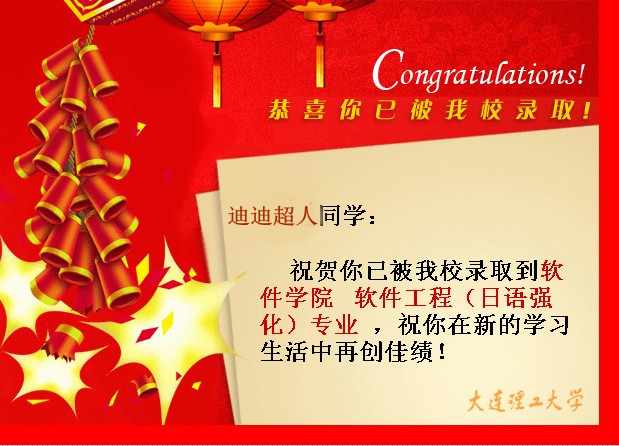 Congratulations!
恭喜你已被我校录取!
迪迪超人同学：
祝贺你已被我校录取到软
件学院 软件工程（日语强
化）专业 ，祝你在新的学习
生活中再创佳绩！
大连理工大学